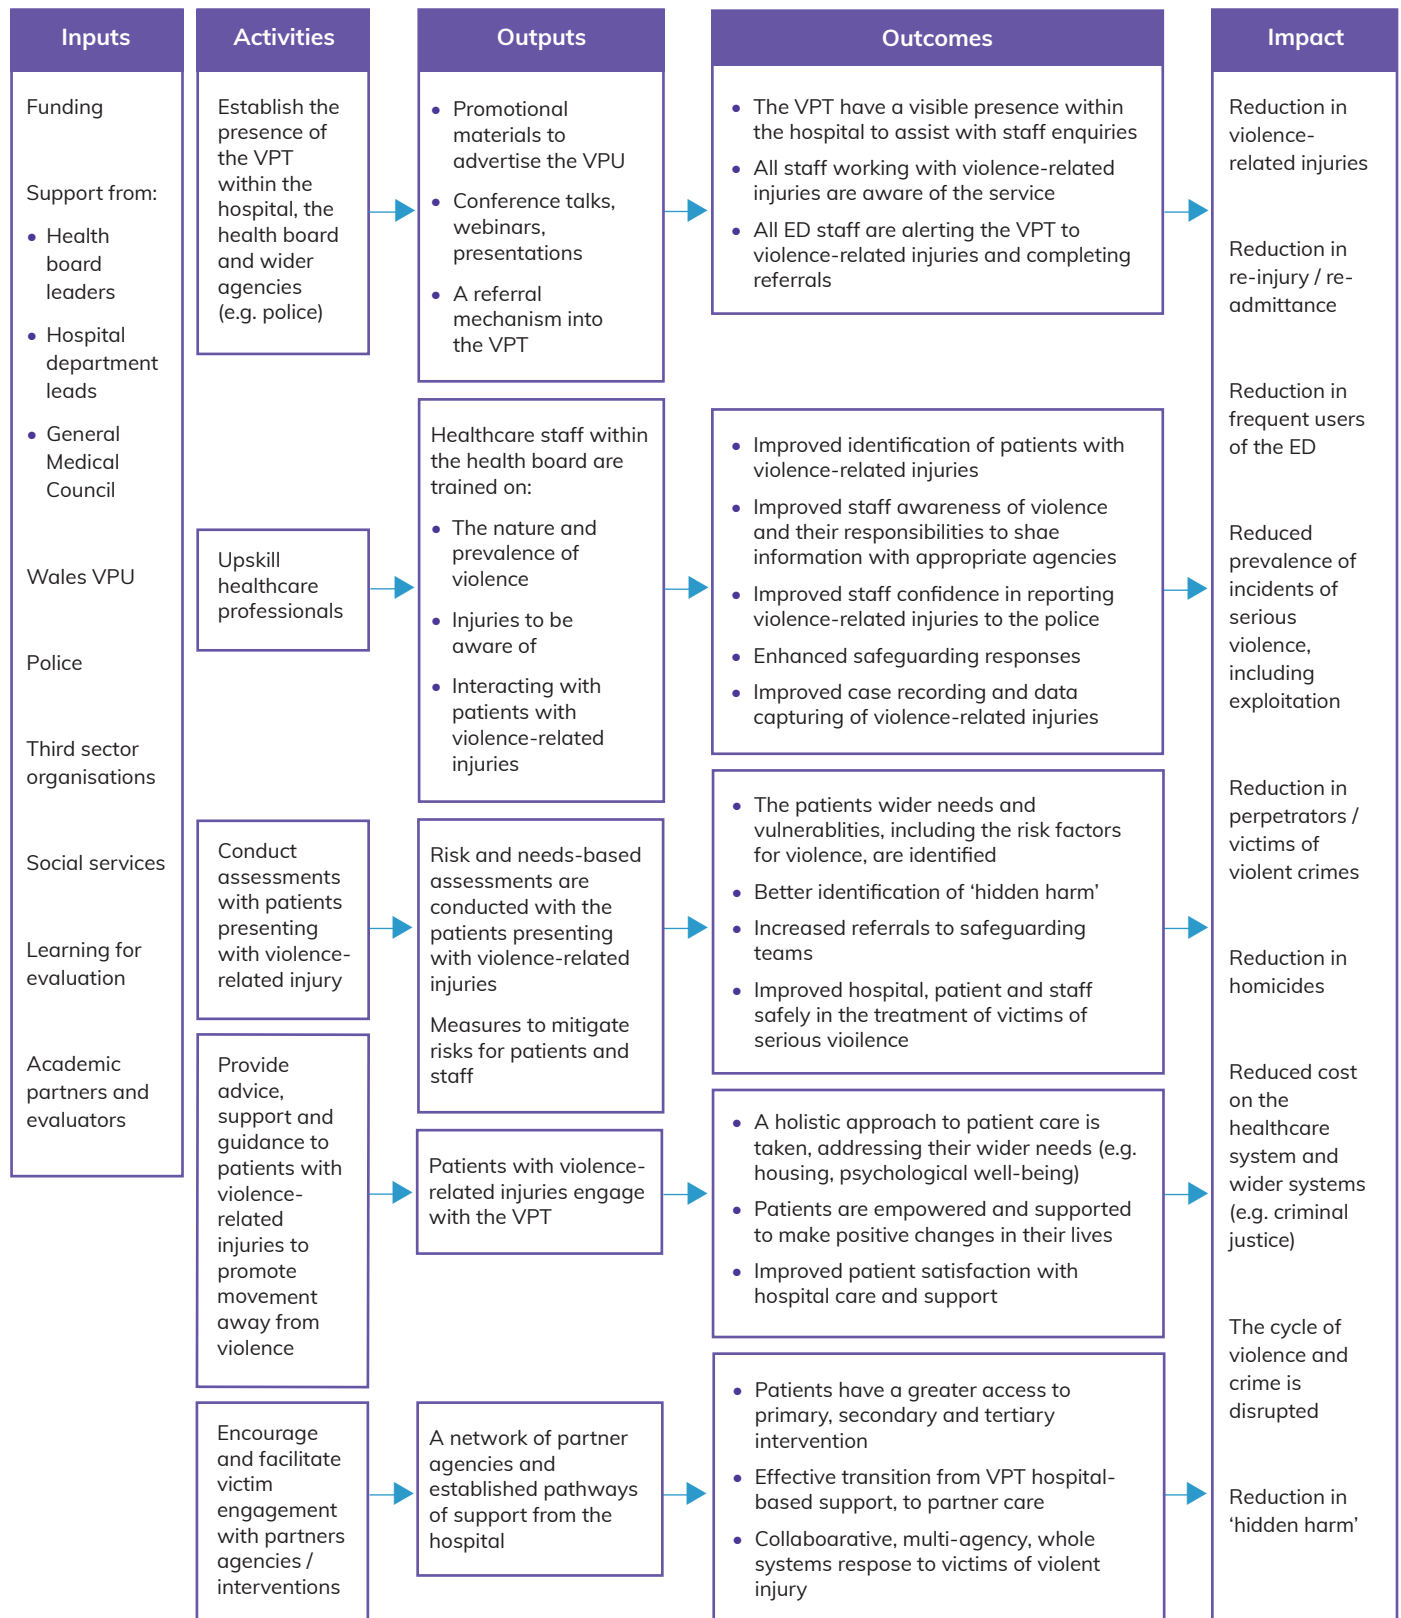 Inputs
Funding
Support from:
• Health
board
leaders
• Hospital
department
leads
• General
Medical
Council
Wales VPU
Police
Third sector
organisations
Social services
Learning for
evaluation
Academic
partners and
evaluators
Activities
Establish the
presence of
the VPT
within the
hospital, the
health board
and wider
agencies
(e.g. police)
Upskill
healthcare
professionals
Conduct
assessments
with patients
presenting
with violence-
related injury
Provide
advice,
support and
guidance to
patients with
violence-
related
injuries to
promote
movement
away from
violence
Encourage
and facilitate
victim
engagement
with partners
agencies /
interventions
Outputs
• Promotional
materials to
advertise the VPU
• Conference talks,
webinars,
presentations
• A referral
mechanism into
the VPT
Healthcare staff within
the health board are
trained on:
• The nature and
prevalence of
violence
• Injuries to be
aware of
• Interacting with
patients with
violence-related
injuries
Risk and needs-based
assessments are
conducted with the
patients presenting
with violence-related
injuries
Measures to mitigate
risks for patients and
staff
Patients with violence-
related injuries engage
with the VPT
A network of partner
agencies and
established pathways
of support from the
hospital
Outcomes
• The VPT have a visible presence within
the hospital to assist with staff enquiries
• All staff working with violence-related
injuries are aware of the service
• All ED staff are alerting the VPT to
violence-related injuries and completing
referrals
• Improved identification of patients with
violence-related injuries
• Improved staff awareness of violence
and their responsibilities to shae
information with appropriate agencies
• Improved staff confidence in reporting
violence-related injuries to the police
• Enhanced safeguarding responses
• Improved case recording and data
capturing of violence-related injuries
• The patients wider needs and
vulnerablities, including the risk factors
for violence, are identified
• Better identification of ‘hidden harm’
• Increased referrals to safeguarding
teams
• Improved hospital, patient and staff
safely in the treatment of victims of
serious vioilence
• A holistic approach to patient care is
taken, addressing their wider needs (e.g.
housing, psychological well-being)
• Patients are empowered and supported
to make positive changes in their lives
• Improved patient satisfaction with
hospital care and support
• Patients have a greater access to
primary, secondary and tertiary
intervention
• Effective transition from VPT hospital-
based support, to partner care
• Collaboarative, multi-agency, whole
systems respose to victims of violent
injury
Impact
Reduction in
violence-
related injuries
Reduction in
re-injury / re-
admittance
Reduction in
frequent users
of the ED
Reduced
prevalence of
incidents of
serious
violence,
including
exploitation
Reduction in
perpetrators /
victims of
violent crimes
Reduction in
homicides
Reduced cost
on the
healthcare
system and
wider systems
(e.g. criminal
justice)
The cycle of
violence and
crime is
disrupted
Reduction in
‘hidden harm’